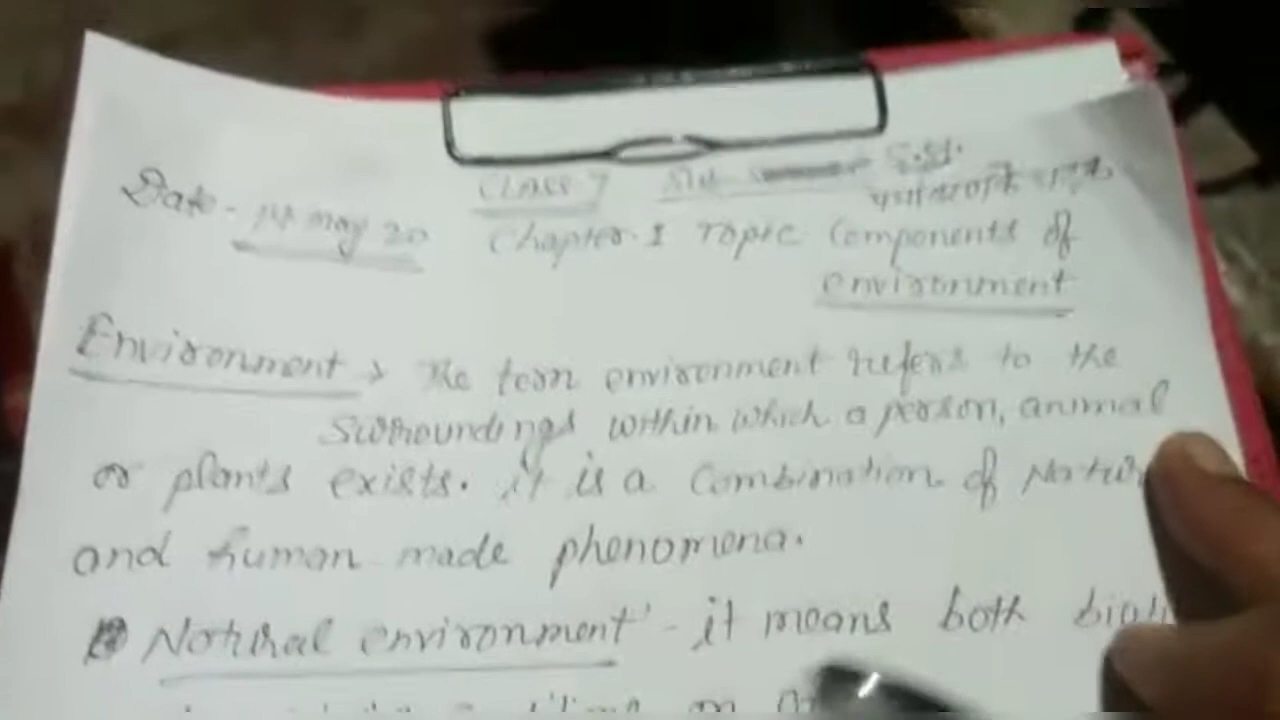 Class 7 S.St.
Date - 14 may 20 Chapter-1 Topic Components of
environment
Environment → The term environment refers to the
surroundings within which a person, animal
or plants exists. it is a combination of Natur
and human made phenomena.
Natural environment - it means both